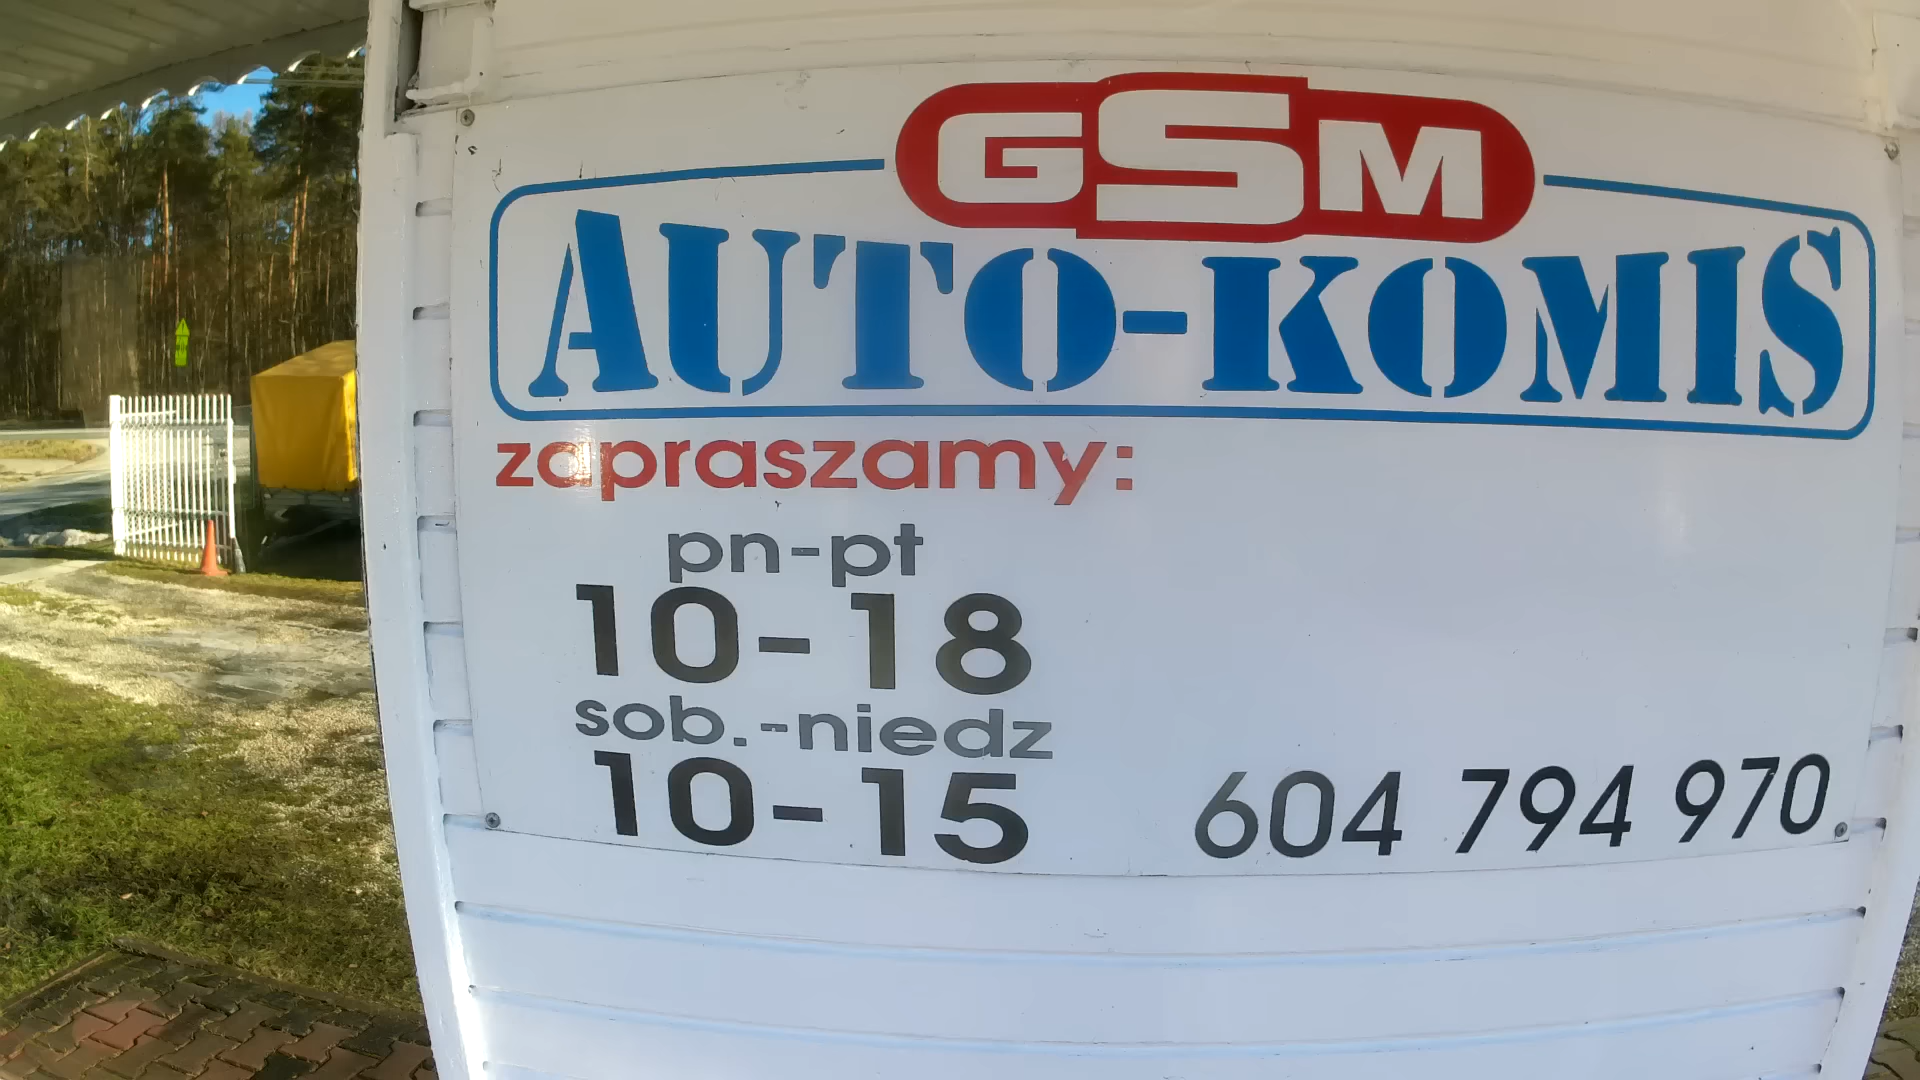 GSM
AUTO-KOMIS
zapraszamy:
pn-pt
10-18
sob.-niedz
10-15
604 794 970